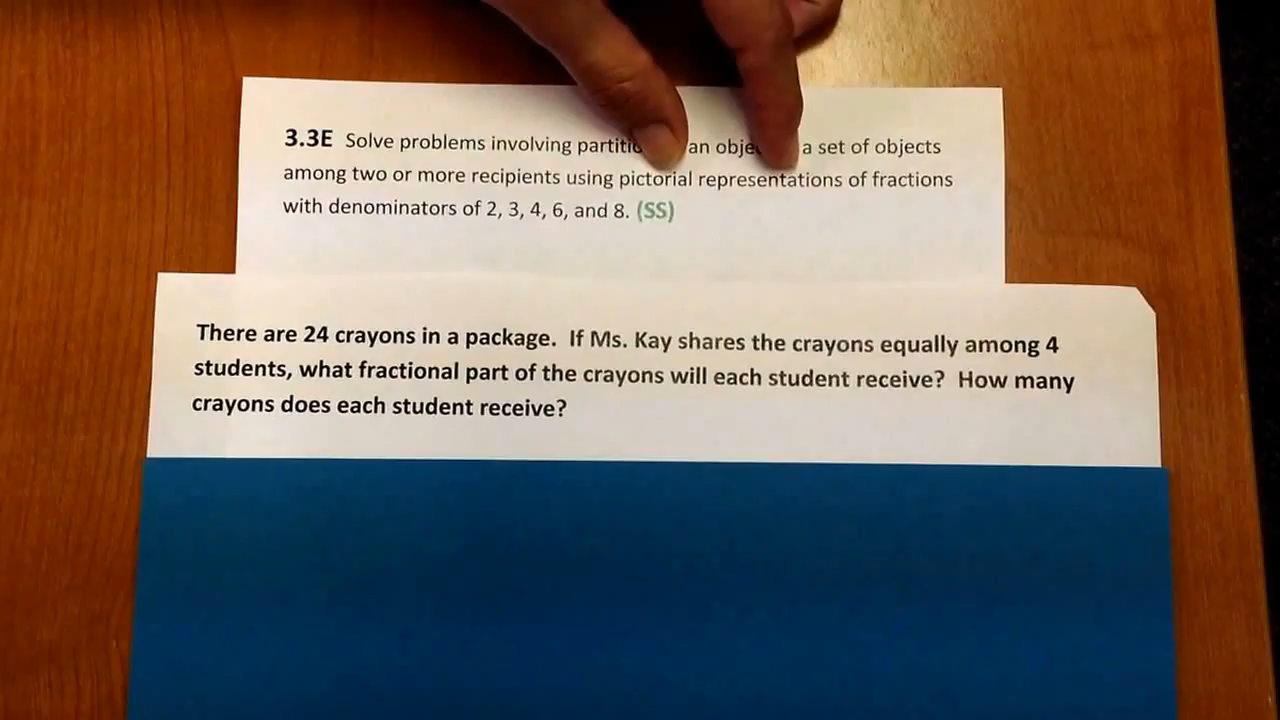 3.3E Solve problems involving an a set of objects
among two or more recipients using pictorial representations of fractions
with denominators of 2, 3, 4, 6, and 8. (SS)
There are 24 crayons in a package. If Ms. Kay shares the crayons equally among 4
students, what fractional part of the crayons will each student receive? How many
crayons does each student receive?